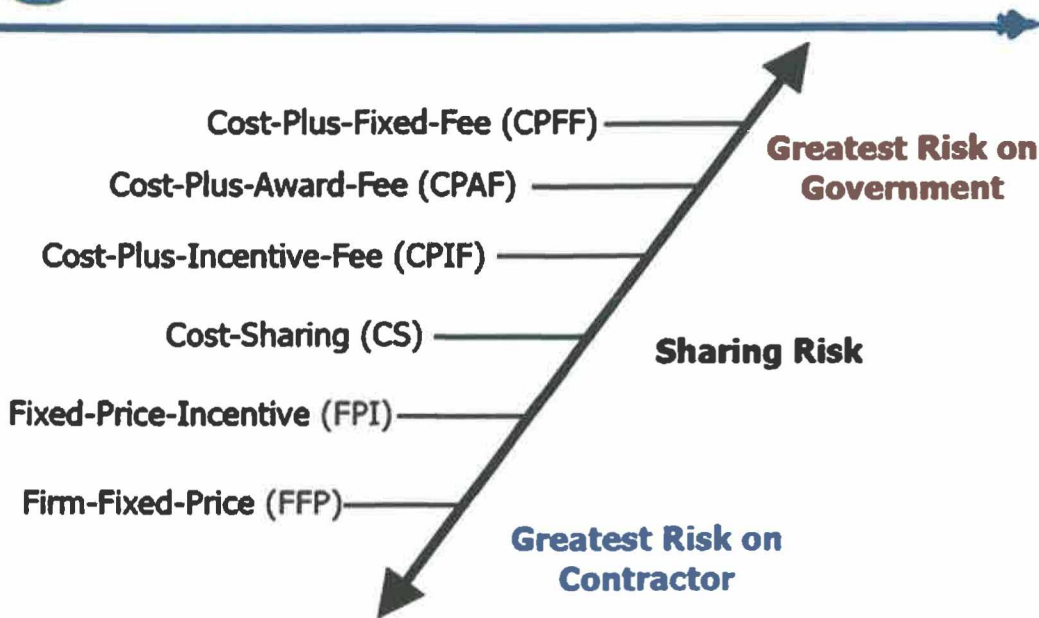 Cost-Plus-Fixed-Fee (CPFF)
Greatest Risk on
Government
Cost-Plus-Award-Fee (CPAF)
Cost-Plus-Incentive-Fee (CPIF)
Cost-Sharing (CS)
Sharing Risk
Fixed-Price-Incentive (FPI)
Firm-Fixed-Price (FFP)
Greatest Risk on
Contractor